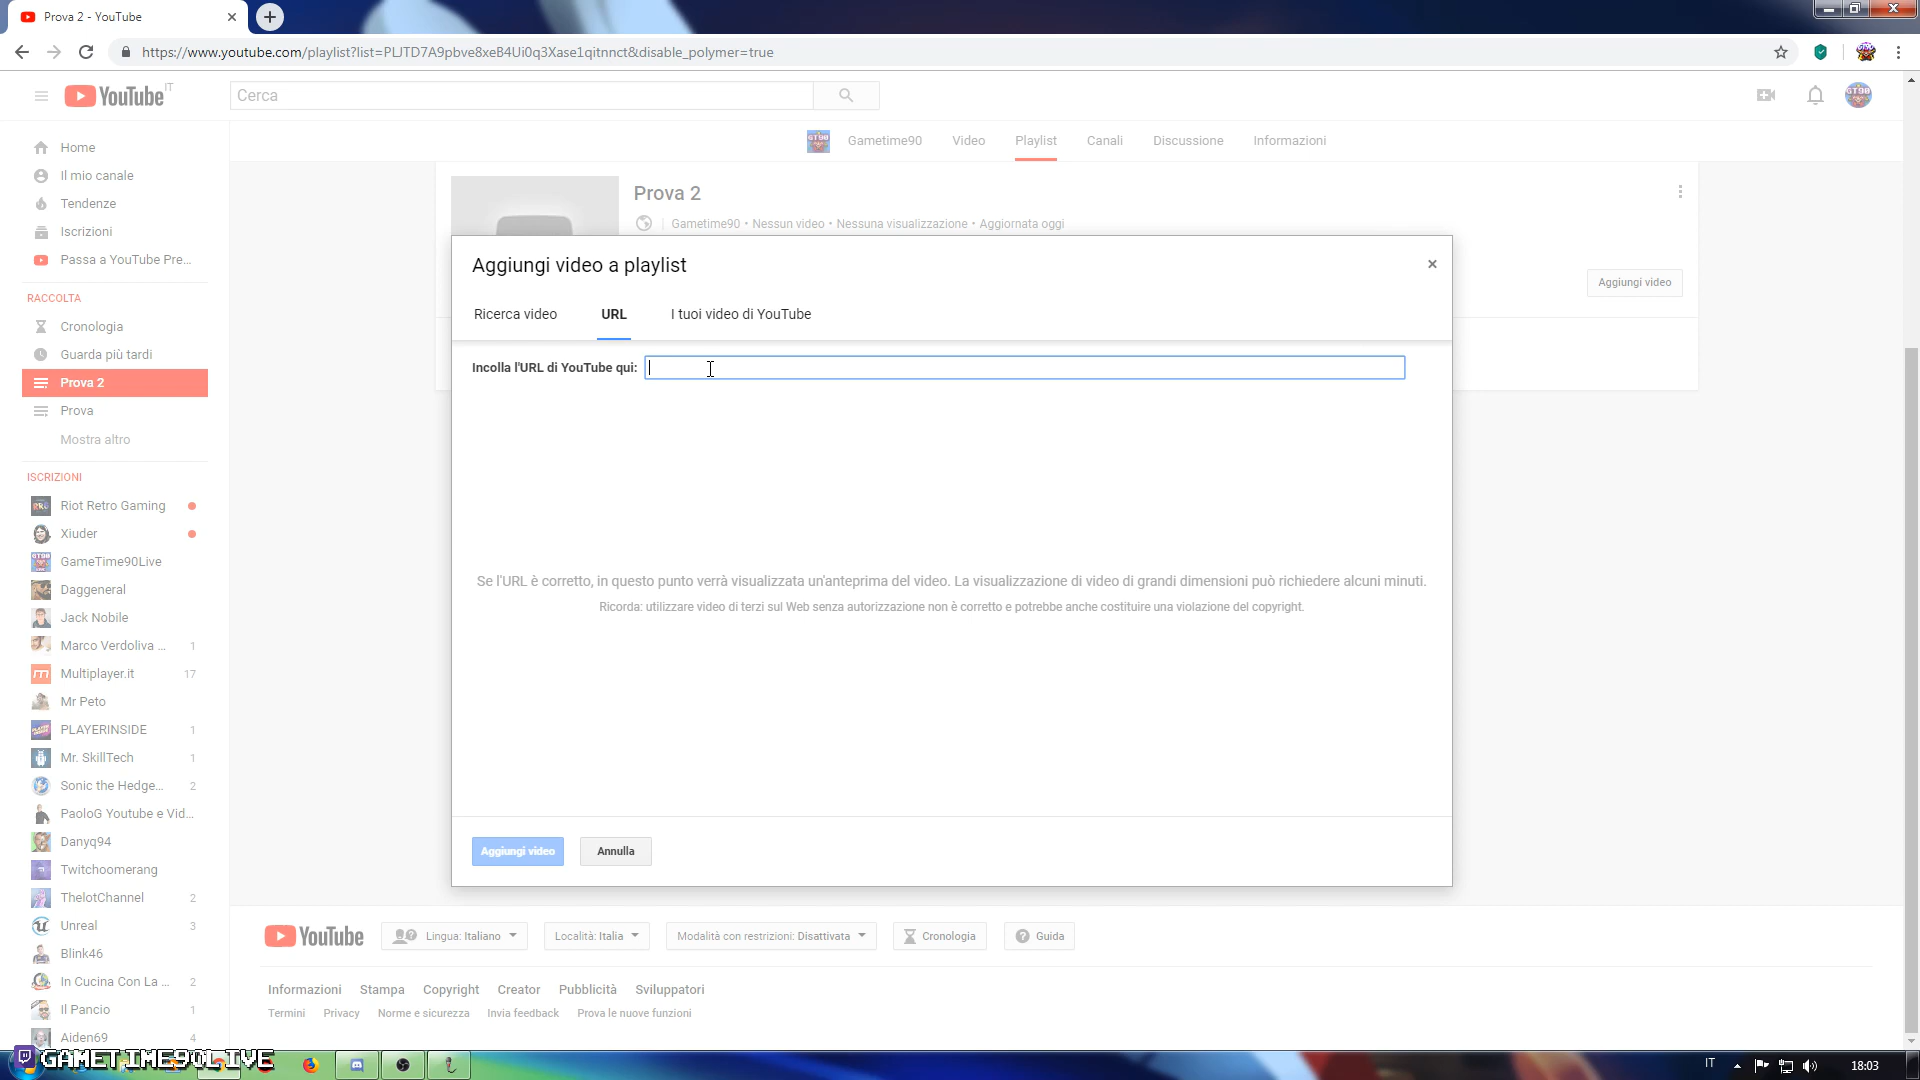 Prova 2 - YouTube
https://www.youtube.com/playlist?list=PLJTD7A9pbve8xeB4Ui0q3Xase1qitnnct&disable_polymer=true
YouTube IT
Cerca
Home
Il mio canale
Tendenze
Iscrizioni
Passa a YouTube Pre...
RACCOLTA
Cronologia
Guarda più tardi
Prova 2
Prova
Mostra altro
ISCRIZIONI
Riot Retro Gaming
Xiuder
GameTime90Live
Daggeneral
Jack Nobile
Marco Verdoliva ... 1
Multiplayer.it 17
Mr Peto
PLAYERINSIDE 1
Mr. SkillTech 1
Sonic the Hedge... 2
PaoloG Youtube e Vid...
Danyq94
Twitchoomerang
ThelotChannel 2
Unreal 3
Blink46
In Cucina Con La ... 2
Il Pancio 1
Aiden69 4
Gametime90 Video Playlist Canali Discussione Informazioni
Prova 2
Gametime90 • Nessun video • Nessuna visualizzazione • Aggiornata oggi
Aggiungi video
Aggiungi video a playlist
Ricerca video URL I tuoi video di YouTube
Incolla l'URL di YouTube qui:
Se l'URL è corretto, in questo punto verrà visualizzata un'anteprima del video. La visualizzazione di video di grandi dimensioni può richiedere alcuni minuti.
Ricorda: utilizzare video di terzi sul Web senza autorizzazione non è corretto e potrebbe anche costituire una violazione del copyright.
Aggiungi video Annulla
YouTube Lingua: Italiano Località: Italia Modalità con restrizioni: Disattivata Cronologia Guida
Informazioni Stampa Copyright Creator Pubblicità Sviluppatori
Termini Privacy Norme e sicurezza Invia feedback Prova le nuove funzioni
GAMETIME90LIVE
IT 18:03